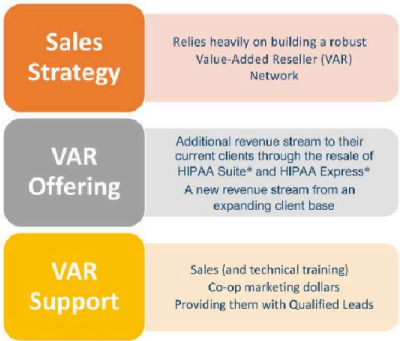 Sales
Strategy
Relies heavily on building a robust
Value-Added Reseller (VAR)
Network
VAR
Offering
Additional revenue stream to their
current clients through the resale of
HIPAA Suite® and HIPAA Express®
A new revenue stream from an
expanding client base
VAR
Support
Sales (and technical training)
Co-op marketing dollars
Providing them with Qualified Leads